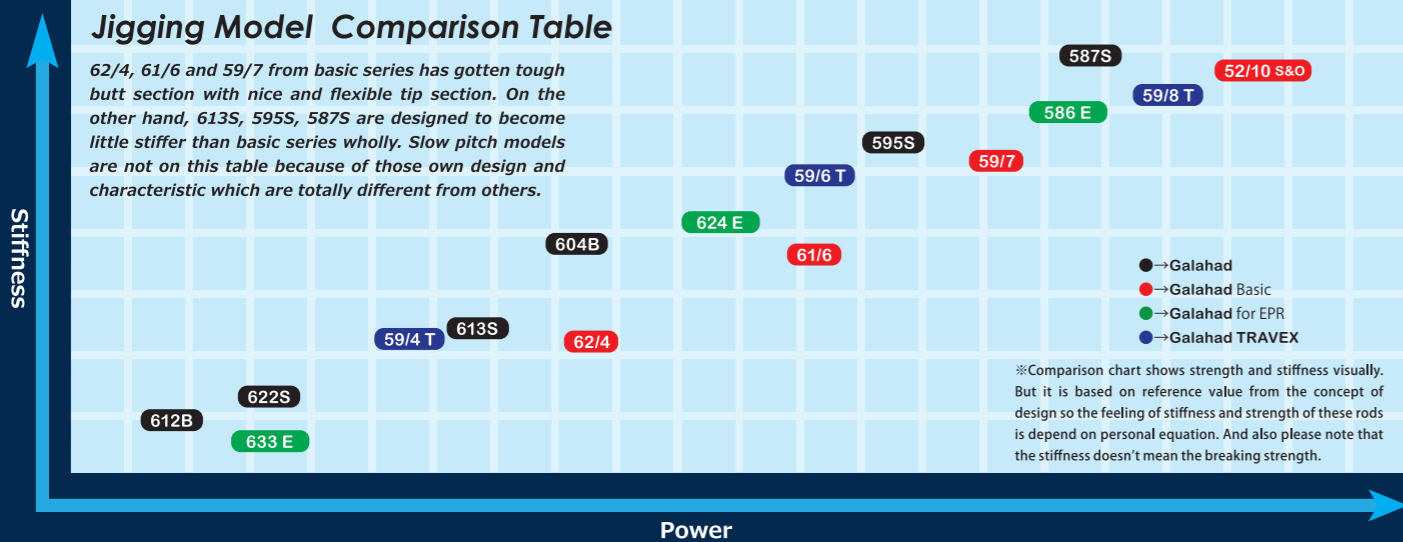 Jigging Model Comparison Table
62/4, 61/6 and 59/7 from basic series has gotten tough
butt section with nice and flexible tip section. On the
other hand, 613S, 595S, 587S are designed to become
little stiffer than basic series wholly. Slow pitch models
are not on this table because of those own design and
characteristic which are totally different from others.
587S
52/10 S&O
59/8 T
586 E
595S
59/7
59/6 T
624 E
604B
61/6
613S
59/4 T
62/4
622S
612B
633 E
●→Galahad
●→Galahad Basic
●→Galahad for EPR
●→Galahad TRAVEX
※Comparison chart shows strength and stiffness visually.
But it is based on reference value from the concept of
design so the feeling of stiffness and strength of these rods
is depend on personal equation. And also please note that
the stiffness doesn't mean the breaking strength.
Stiffness
Power